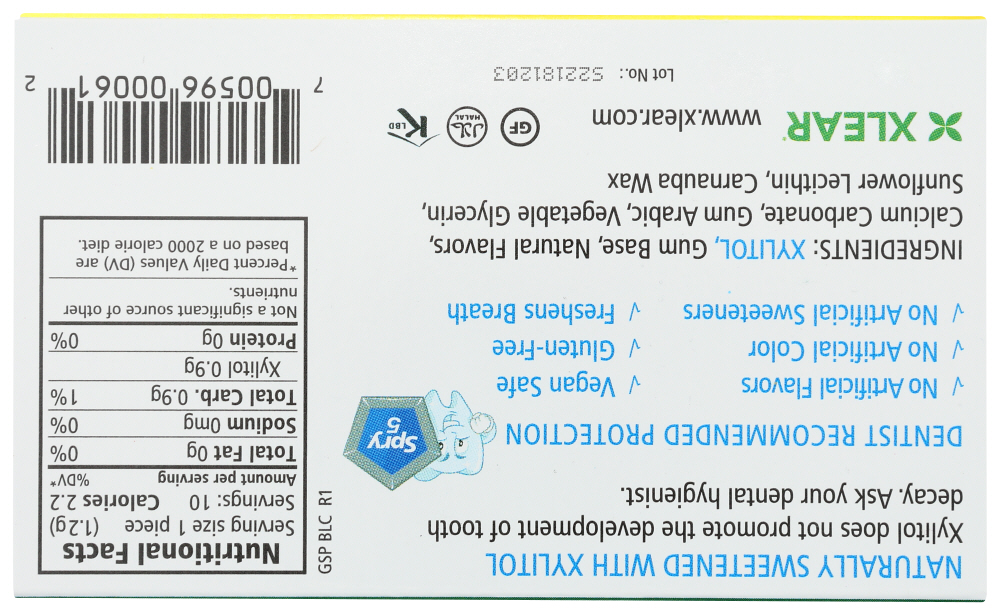 NATURALLY SWEETENED WITH XYLITOL
Xylitol does not promote the development of tooth
decay. Ask your dental hygienist.
DENTIST RECOMMENDED PROTECTION
Spry
5
√ No Artificial Flavors
√ No Artificial Color
√ No Artificial Sweeteners
√ Vegan Safe
√ Gluten-Free
√ Freshens Breath
INGREDIENTS: XYLITOL, Gum Base, Natural Flavors,
Calcium Carbonate, Gum Arabic, Vegetable Glycerin,
Sunflower Lecithin, Carnauba Wax
XLEAR® www.xlear.com
GF
HALAL
K LBD
Lot No.: S22181203
GSP BLC R1
Nutritional Facts
Serving size 1 piece (1.2g)
Servings: 10 Calories 2.2
Amount per serving %DV*
Total Fat 0g 0%
Sodium 0mg 0%
Total Carb. 0.9g 1%
Xylitol 0.9g
Protein 0g 0%
Not a significant source of other
nutrients.
*Percent Daily Values (DV) are
based on a 2000 calorie diet.
7 00596 00061 2